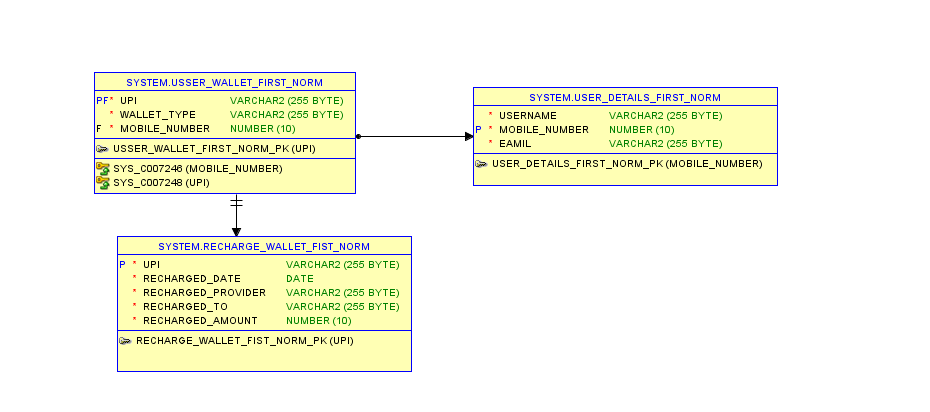 SYSTEM.USSER_WALLET_FIRST_NORM
PF* UPI VARCHAR2 (255 BYTE)
* WALLET_TYPE VARCHAR2 (255 BYTE)
F * MOBILE_NUMBER NUMBER (10)
USSER_WALLET_FIRST_NORM_PK (UPI)
SYS_C007246 (MOBILE_NUMBER)
SYS_C007248 (UPI)
SYSTEM.USER_DETAILS_FIRST_NORM
* USERNAME VARCHAR2 (255 BYTE)
P * MOBILE_NUMBER NUMBER (10)
* EAMIL VARCHAR2 (255 BYTE)
USER_DETAILS_FIRST_NORM_PK (MOBILE_NUMBER)
SYSTEM.RECHARGE_WALLET_FIST_NORM
P * UPI VARCHAR2 (255 BYTE)
* RECHARGED_DATE DATE
* RECHARGED_PROVIDER VARCHAR2 (255 BYTE)
* RECHARGED_TO VARCHAR2 (255 BYTE)
* RECHARGED_AMOUNT NUMBER (10)
RECHARGE_WALLET_FIST_NORM_PK (UPI)